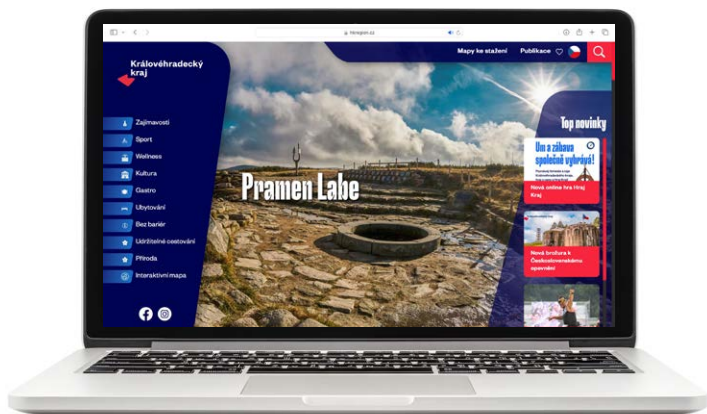 hkregion.cz
Mapy ke stažení
Publikace
Královéhradecký
kraj
Zajímavosti
Sport
Wellness
Kultura
Gastro
Ubytování
Bez bariér
Udržitelné cestování
Příroda
Interaktivní mapa
Pramen Labe
Top novinky
Um a zábava
společně vyhrává!
Nová online hra Hraj
Kraj
Nová brožura k
Československému
opevnění